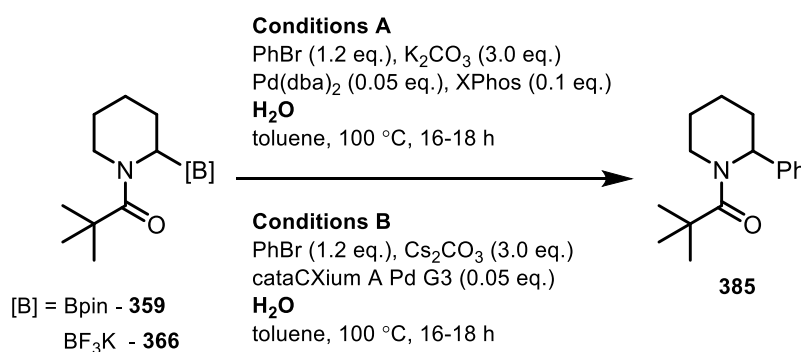 Conditions A
PhBr (1.2 eq.), K₂CO₃ (3.0 eq.)
Pd(dba)₂ (0.05 eq.), XPhos (0.1 eq.)
H₂O
toluene, 100 °C, 16-18 h
N
[B]
O
Conditions B
PhBr (1.2 eq.), Cs₂CO₃ (3.0 eq.)
cataCXium A Pd G3 (0.05 eq.)
H₂O
toluene, 100 °C, 16-18 h
[B] = Bpin - 359
BF₃K - 366
N
Ph
O
385